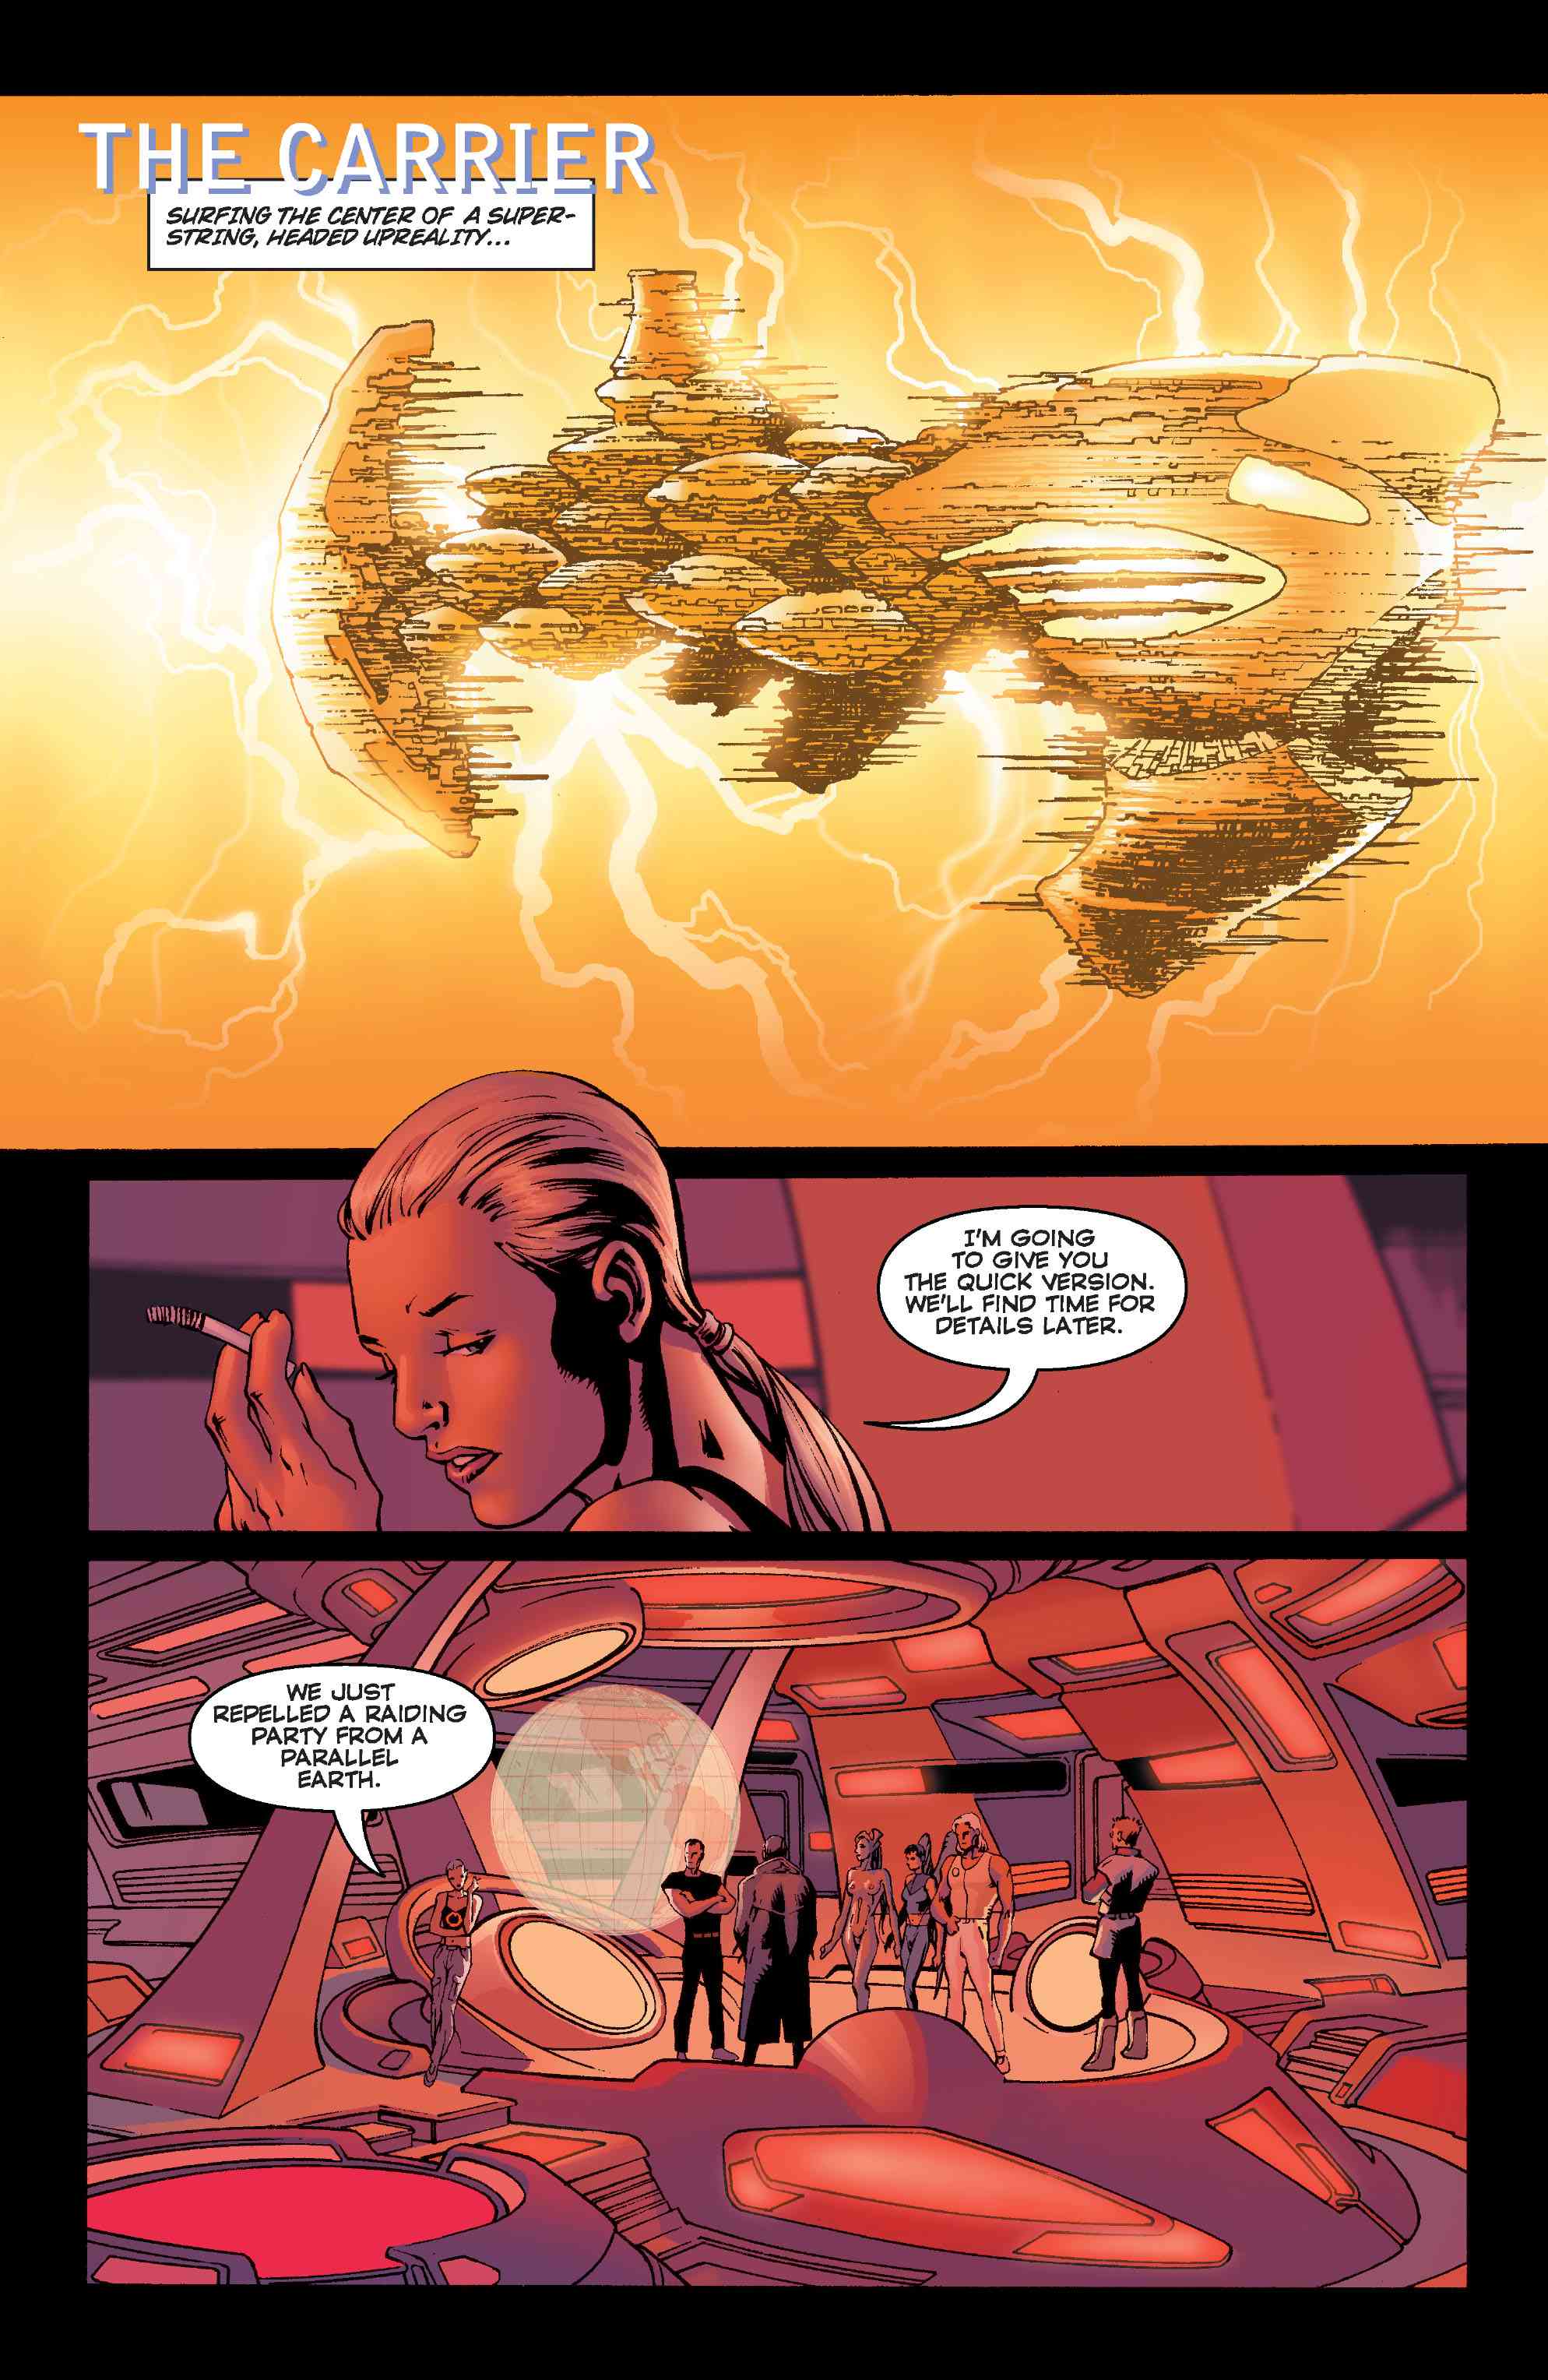 THE CARRIER
SURFING THE CENTER OF A SUPER-
STRING, HEADED UPREALITY...
I'M GOING
TO GIVE YOU
THE QUICK VERSION.
WE'LL FIND TIME FOR
DETAILS LATER.
WE JUST
REPELLED A RAIDING
PARTY FROM A
PARALLEL
EARTH.